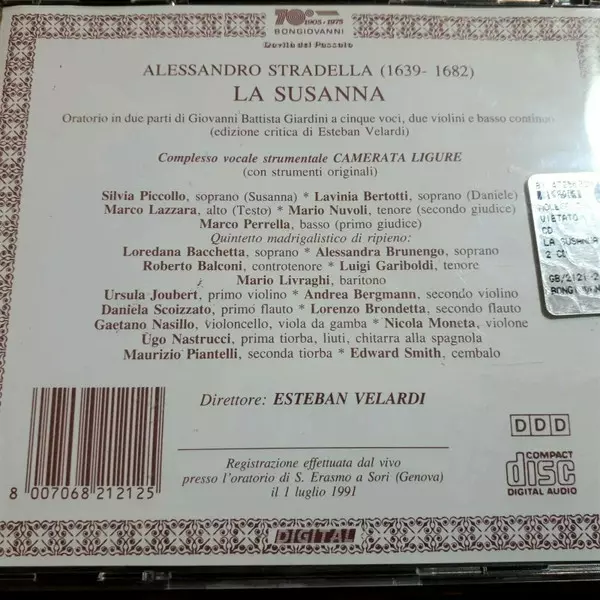 70° 1905-1975
BONGIOVANNI
Novità dal Passato
ALESSANDRO STRADELLA (1639- 1682)
LA SUSANNA
Oratorio in due parti di Giovanni Battista Giardini a cinque voci, due violini e basso continuo
(edizione critica di Esteban Velardi)
Complesso vocale strumentale CAMERATA LIGURE
(con strumenti originali)
Silvia Piccollo, soprano (Susanna) * Lavinia Bertotti, soprano (Daniele)
Marco Lazzara, alto (Testo) * Mario Nuvoli, tenore (secondo giudice)
Marco Perrella, basso (primo giudice)
Quintetto madrigalistico di ripieno:
Loredana Bacchetta, soprano * Alessandra Brunengo, soprano
Roberto Balconi, controtenore * Luigi Gariboldi, tenore
Mario Livraghi, baritono
Ursula Joubert, primo violino * Andrea Bergmann, secondo violino
Daniela Scoizzato, primo flauto * Lorenzo Brondetta, secondo flauto
Gaetano Nasillo, violoncello, viola da gamba * Nicola Moneta, violone
Ugo Nastrucci, prima tiorba, liuti, chitarra alla spagnola
Maurizio Piantelli, seconda tiorba * Edward Smith, cembalo
VIETATO
CD
LA SUSANNA
2 CD
GB/2121-2
Direttore: ESTEBAN VELARDI
DDD
COMPACT
disc
DIGITAL AUDIO
8 007068 212125
Registrazione effettuata dal vivo
presso l'oratorio di S. Erasmo a Sori (Genova)
il 1 luglio 1991
DIGITAL